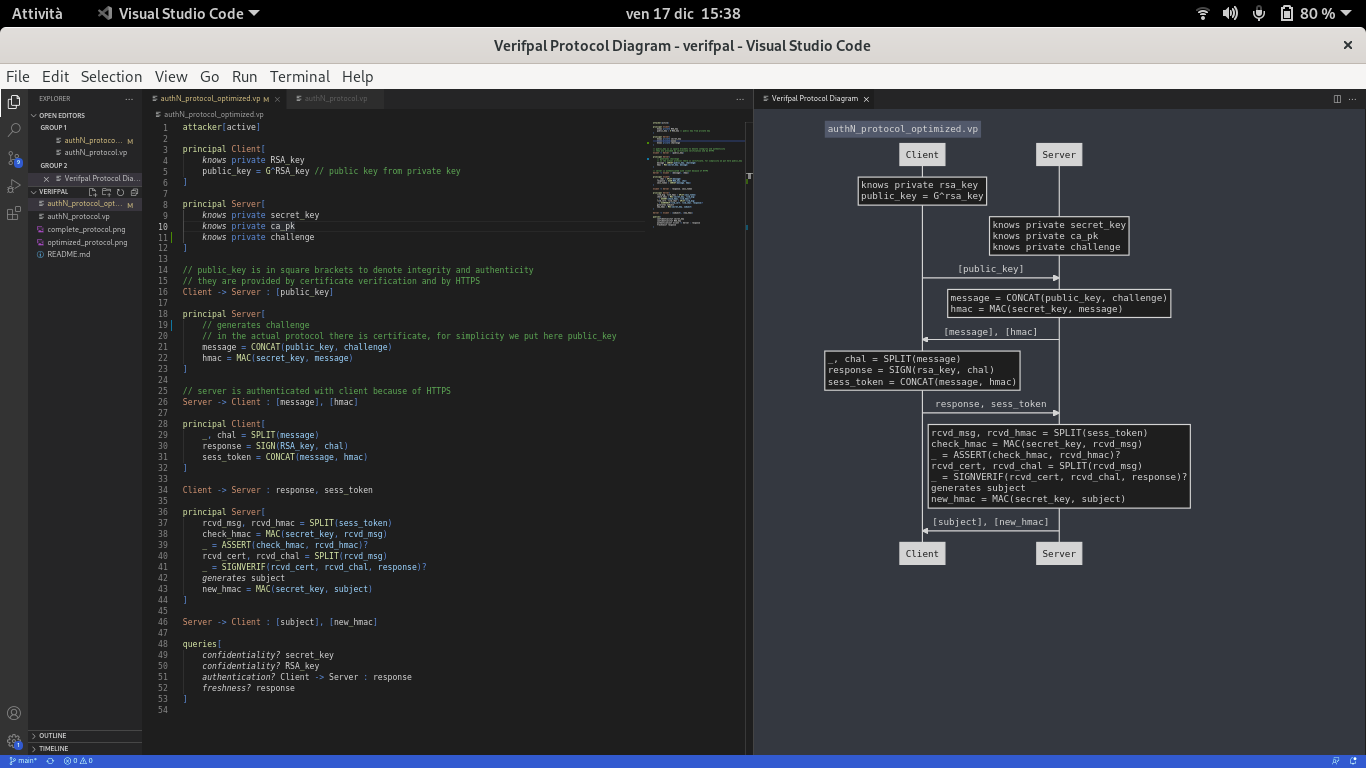 Attività Visual Studio Code ven 17 dic 15:38 80 %
Verifpal Protocol Diagram - verifpal - Visual Studio Code
File Edit Selection View Go Run Terminal Help
EXPLORER
OPEN EDITORS
GROUP 1
authN_protoco... M
authN_protocol.vp
GROUP 2
Verifpal Protocol Dia...
VERIFPAL
authN_protocol_opt... M
authN_protocol.vp
complete_protocol.png
optimized_protocol.png
README.md
OUTLINE
TIMELINE
9
1
authN_protocol_optimized.vp M authN_protocol.vp
authN_protocol_optimized.vp
1 attacker[active]
2
3 principal Client[
4 knows private RSA_key
5 public_key = G^RSA_key // public key from private key
6 ]
7
8 principal Server[
9 knows private secret_key
10 knows private ca_pk
11 knows private challenge
12 ]
13
14 // public_key is in square brackets to denote integrity and authenticity
15 // they are provided by certificate verification and by HTTPS
16 Client -> Server : [public_key]
17
18 principal Server[
19 // generates challenge
20 // in the actual protocol there is certificate, for simplicity we put here public_key
21 message = CONCAT(public_key, challenge)
22 hmac = MAC(secret_key, message)
23 ]
24
25 // server is authenticated with client because of HTTPS
26 Server -> Client : [message], [hmac]
27
28 principal Client[
29 _, chal = SPLIT(message)
30 response = SIGN(RSA_key, chal)
31 sess_token = CONCAT(message, hmac)
32 ]
33
34 Client -> Server : response, sess_token
35
36 principal Server[
37 rcvd_msg, rcvd_hmac = SPLIT(sess_token)
38 check_hmac = MAC(secret_key, rcvd_msg)
39 _ = ASSERT(check_hmac, rcvd_hmac)?
40 rcvd_cert, rcvd_chal = SPLIT(rcvd_msg)
41 _ = SIGNVERIF(rcvd_cert, rcvd_chal, response)?
42 generates subject
43 new_hmac = MAC(secret_key, subject)
44 ]
45
46 Server -> Client : [subject], [new_hmac]
47
48 queries[
49 confidentiality? secret_key
50 confidentiality? RSA_key
51 authentication? Client -> Server : response
52 freshness? response
53 ]
54
Verifpal Protocol Diagram
authN_protocol_optimized.vp
Client Server
knows private rsa_key
public_key = G^rsa_key
knows private secret_key
knows private ca_pk
knows private challenge
[public_key]
message = CONCAT(public_key, challenge)
hmac = MAC(secret_key, message)
[message], [hmac]
_, chal = SPLIT(message)
response = SIGN(rsa_key, chal)
sess_token = CONCAT(message, hmac)
response, sess_token
rcvd_msg, rcvd_hmac = SPLIT(sess_token)
check_hmac = MAC(secret_key, rcvd_msg)
_ = ASSERT(check_hmac, rcvd_hmac)?
rcvd_cert, rcvd_chal = SPLIT(rcvd_msg)
_ = SIGNVERIF(rcvd_cert, rcvd_chal, response)?
generates subject
new_hmac = MAC(secret_key, subject)
[subject], [new_hmac]
Client Server
main* 0 0